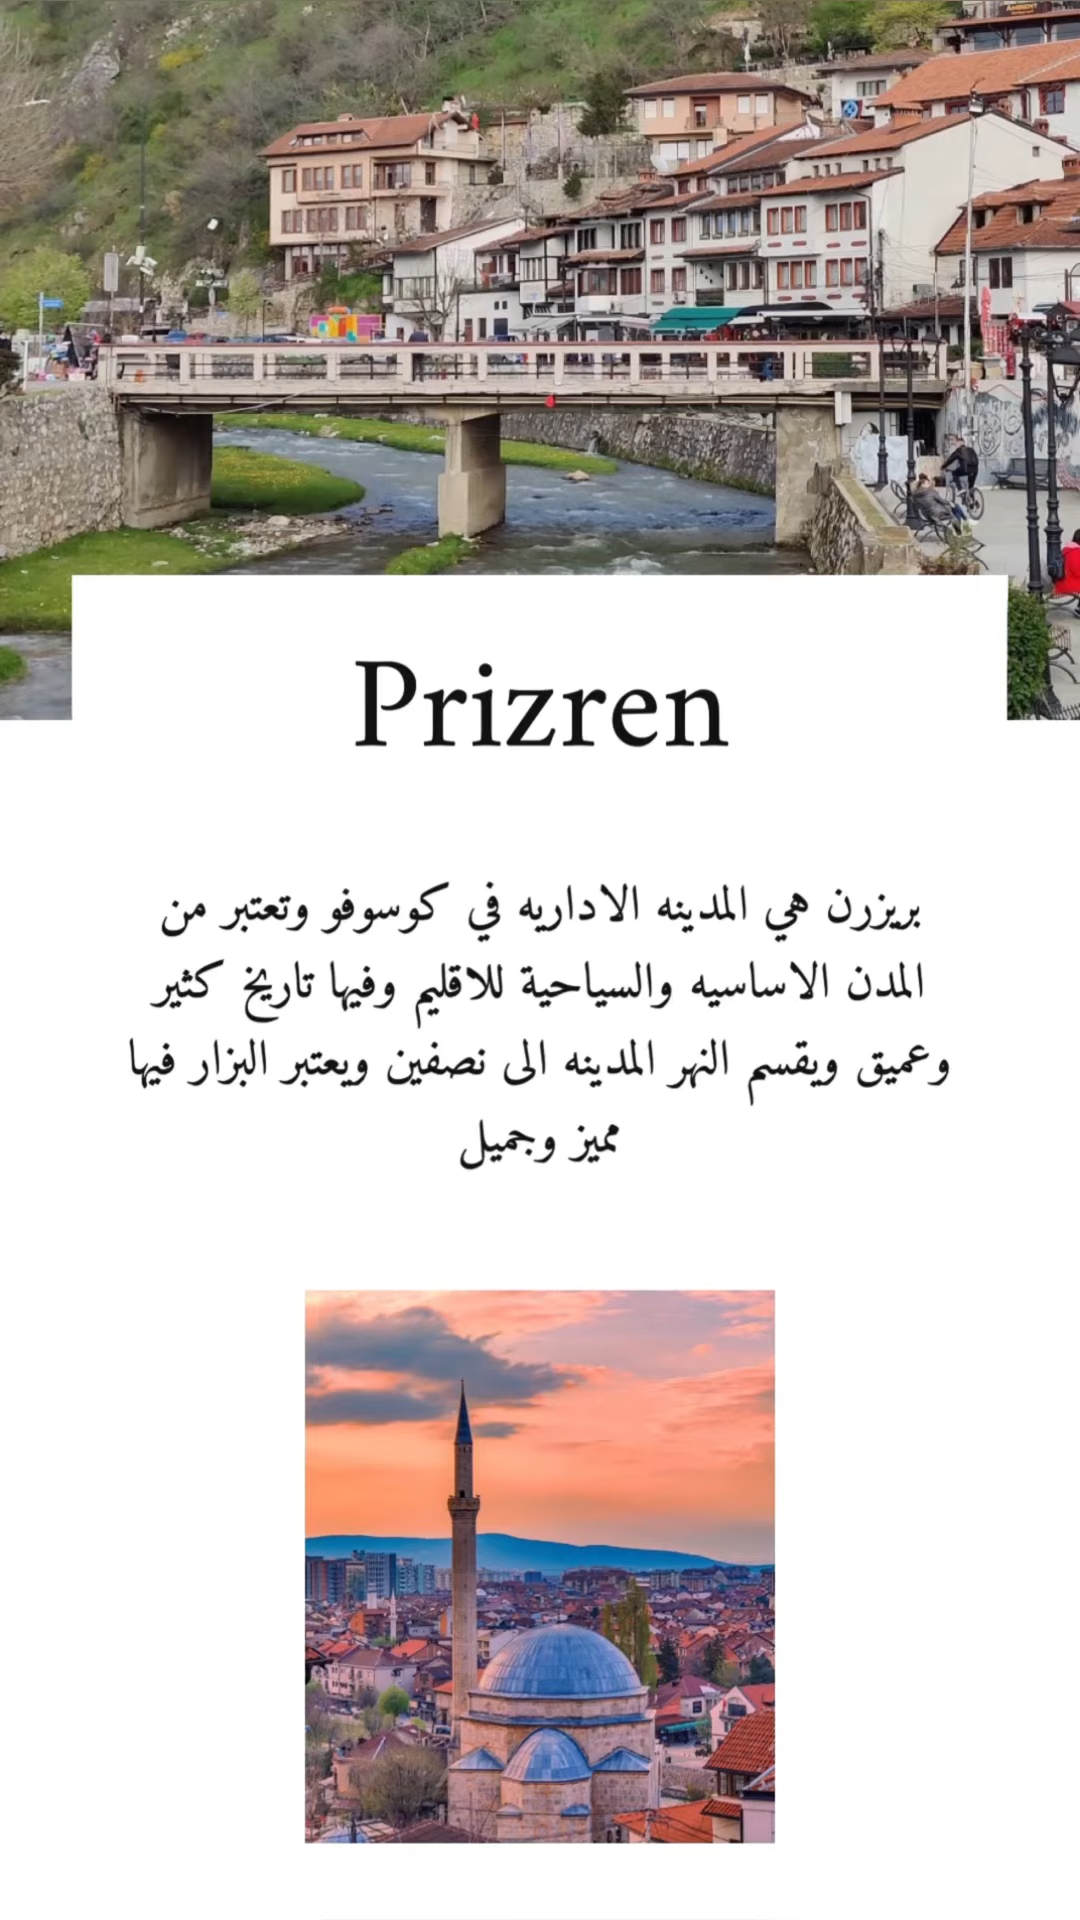 Prizren
بريزرن هي المدينه الاداريه في كوسوفو وتعتبر من
المدن الاساسيه والسياحية للاقليم وفيها تاريخ كثير
وعميق ويقسم النهر المدينه الى نصفين ويعتبر البزار فيها
مميز وجميل